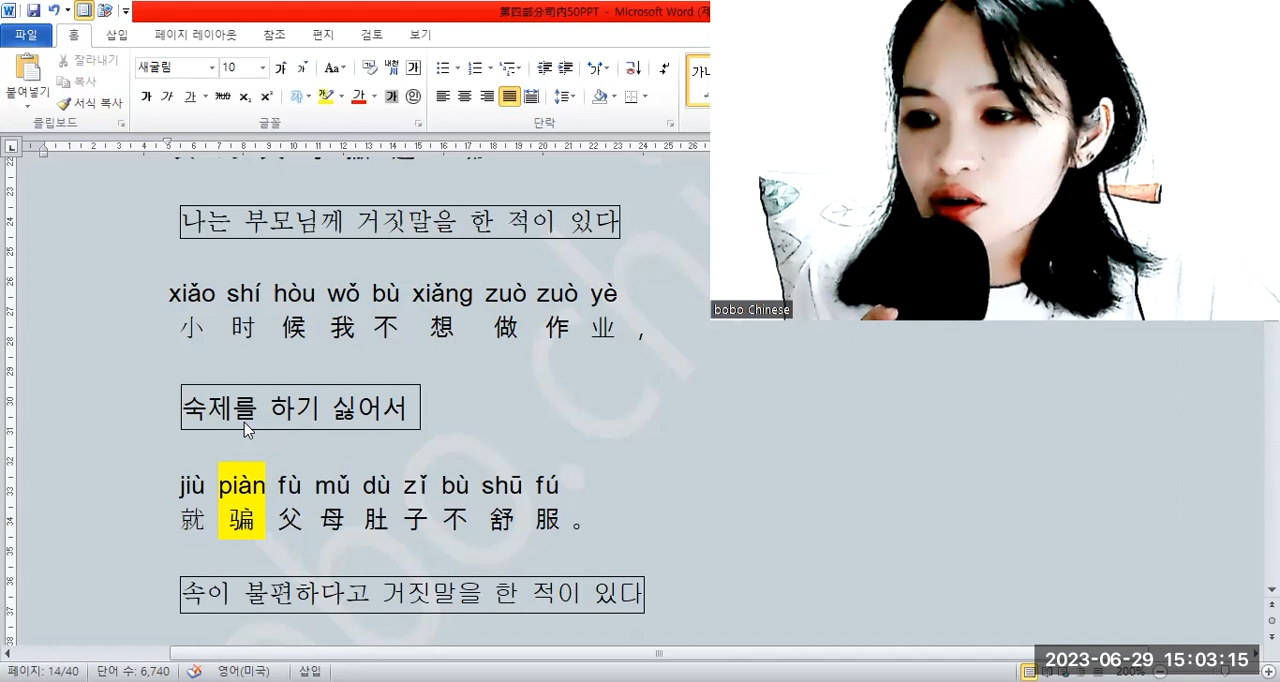 第四部分词内50PPT - Microsoft Word (제
파일 홈 삽입 페이지 레이아웃 참조 편지 검토 보기
붙여넣기
잘라내기
복사
서식 복사
새굴림 10
클립보드 글꼴 단락
나는 부모님께 거짓말을 한 적이 있다
xiǎo shí hòu wǒ bù xiǎng zuò zuò yè
小 时 候 我 不 想 做 作 业 ，
숙제를 하기 싫어서
jiù piàn fù mǔ dù zǐ bù shū fú
就 骗 父 母 肚 子 不 舒 服 。
속이 불편하다고 거짓말을 한 적이 있다
bobo Chinese
페이지: 14/40 단어 수: 6,740 영어(미국) 삽입 200%
2023-06-29 15:03:15